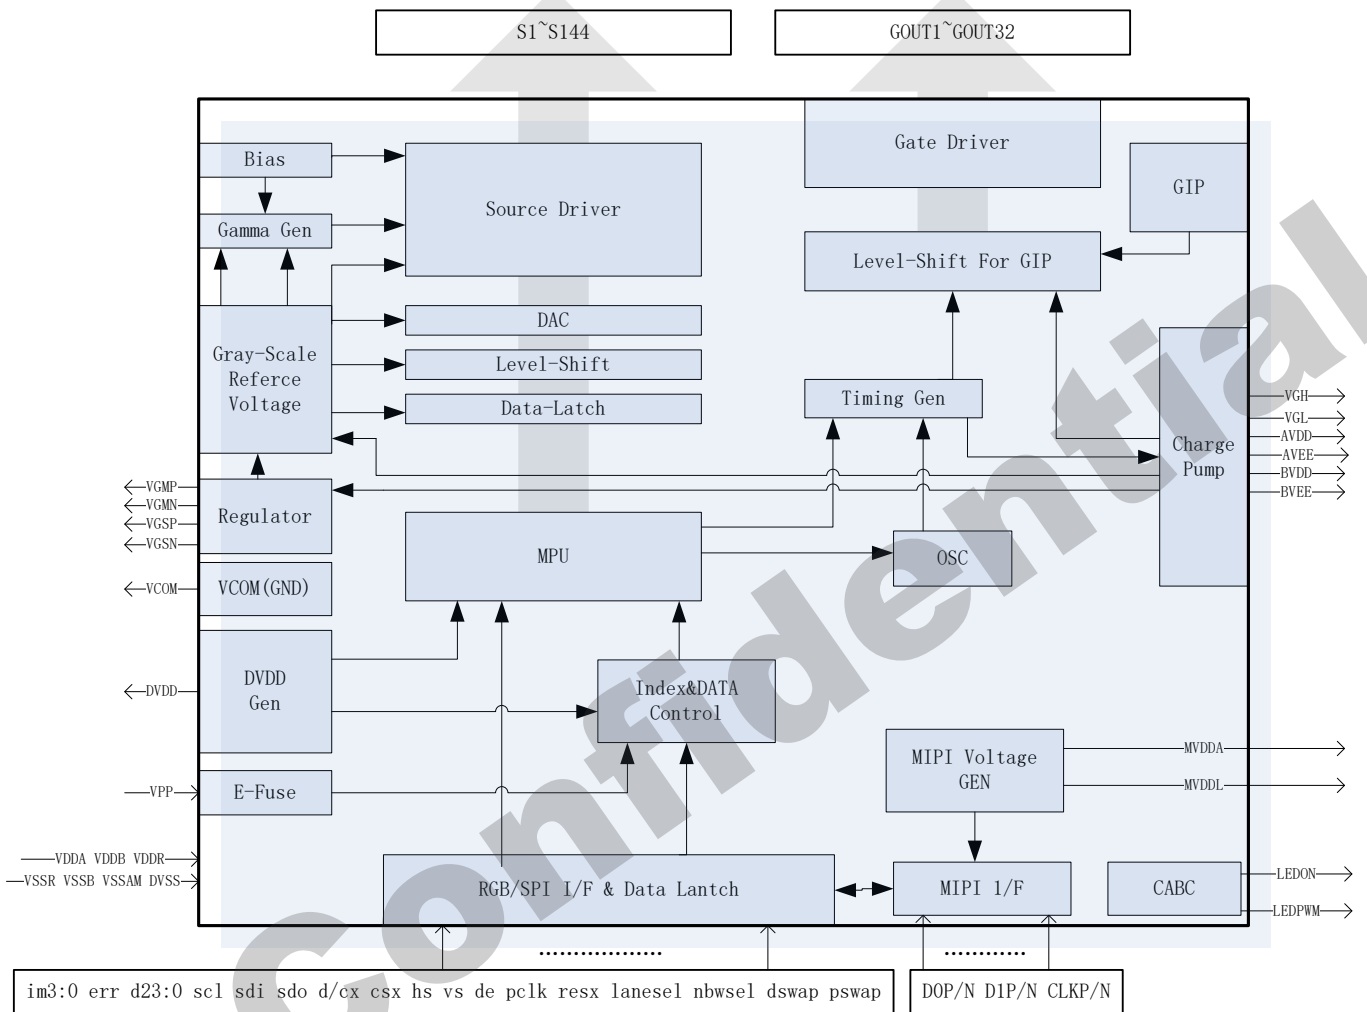 S1~S144
GOUT1~GOUT32
Bias
Gate Driver
GIP
Source Driver
Gamma Gen
Level-Shift For GIP
DAC
Gray-Scale
Referce
Voltage
Level-Shift
Data-Latch
Timing Gen
Charge
Pump
VGH
VGL
AVDD
AVEE
BVDD
BVEE
VGMP
VGMN
VGSP
VGSN
Regulator
MPU
OSC
VCOM
VCOM(GND)
DVDD
DVDD
Gen
Index&DATA
Control
MIPI Voltage
GEN
MVDDA
MVDDL
VPP
E-Fuse
VDDA VDDB VDDR
VSSR VSSB VSSAM DVSS
RGB/SPI I/F & Data Lantch
MIPI 1/F
CABC
LEDON
LEDPWM
.................
............
im3:0 err d23:0 scl sdi sdo d/cx csx hs vs de pclk resx lanesel nbwsel dswap pswap
DOP/N D1P/N CLKP/N
Confidential